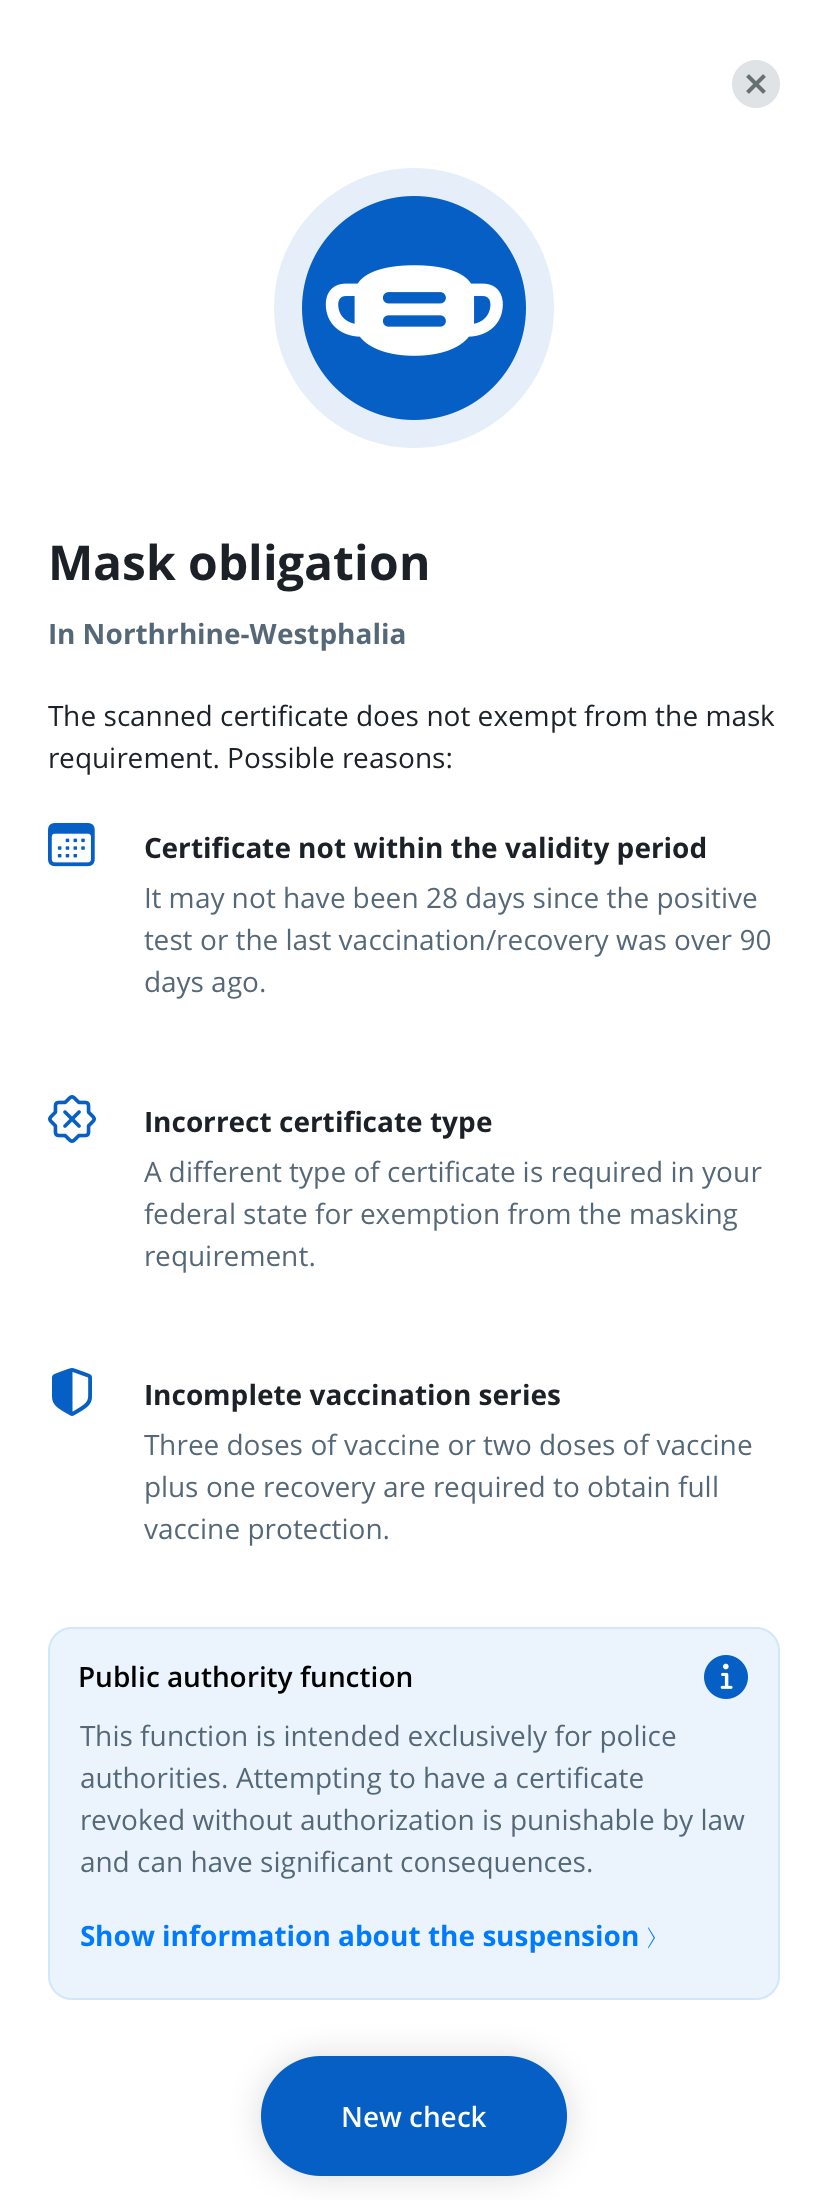 Mask obligation
In Northrhine-Westphalia
The scanned certificate does not exempt from the mask
requirement. Possible reasons:
Certificate not within the validity period
It may not have been 28 days since the positive
test or the last vaccination/recovery was over 90
days ago.
Incorrect certificate type
A different type of certificate is required in your
federal state for exemption from the masking
requirement.
Incomplete vaccination series
Three doses of vaccine or two doses of vaccine
plus one recovery are required to obtain full
vaccine protection.
Public authority function
This function is intended exclusively for police
authorities. Attempting to have a certificate
revoked without authorization is punishable by law
and can have significant consequences.
Show information about the suspension
New check